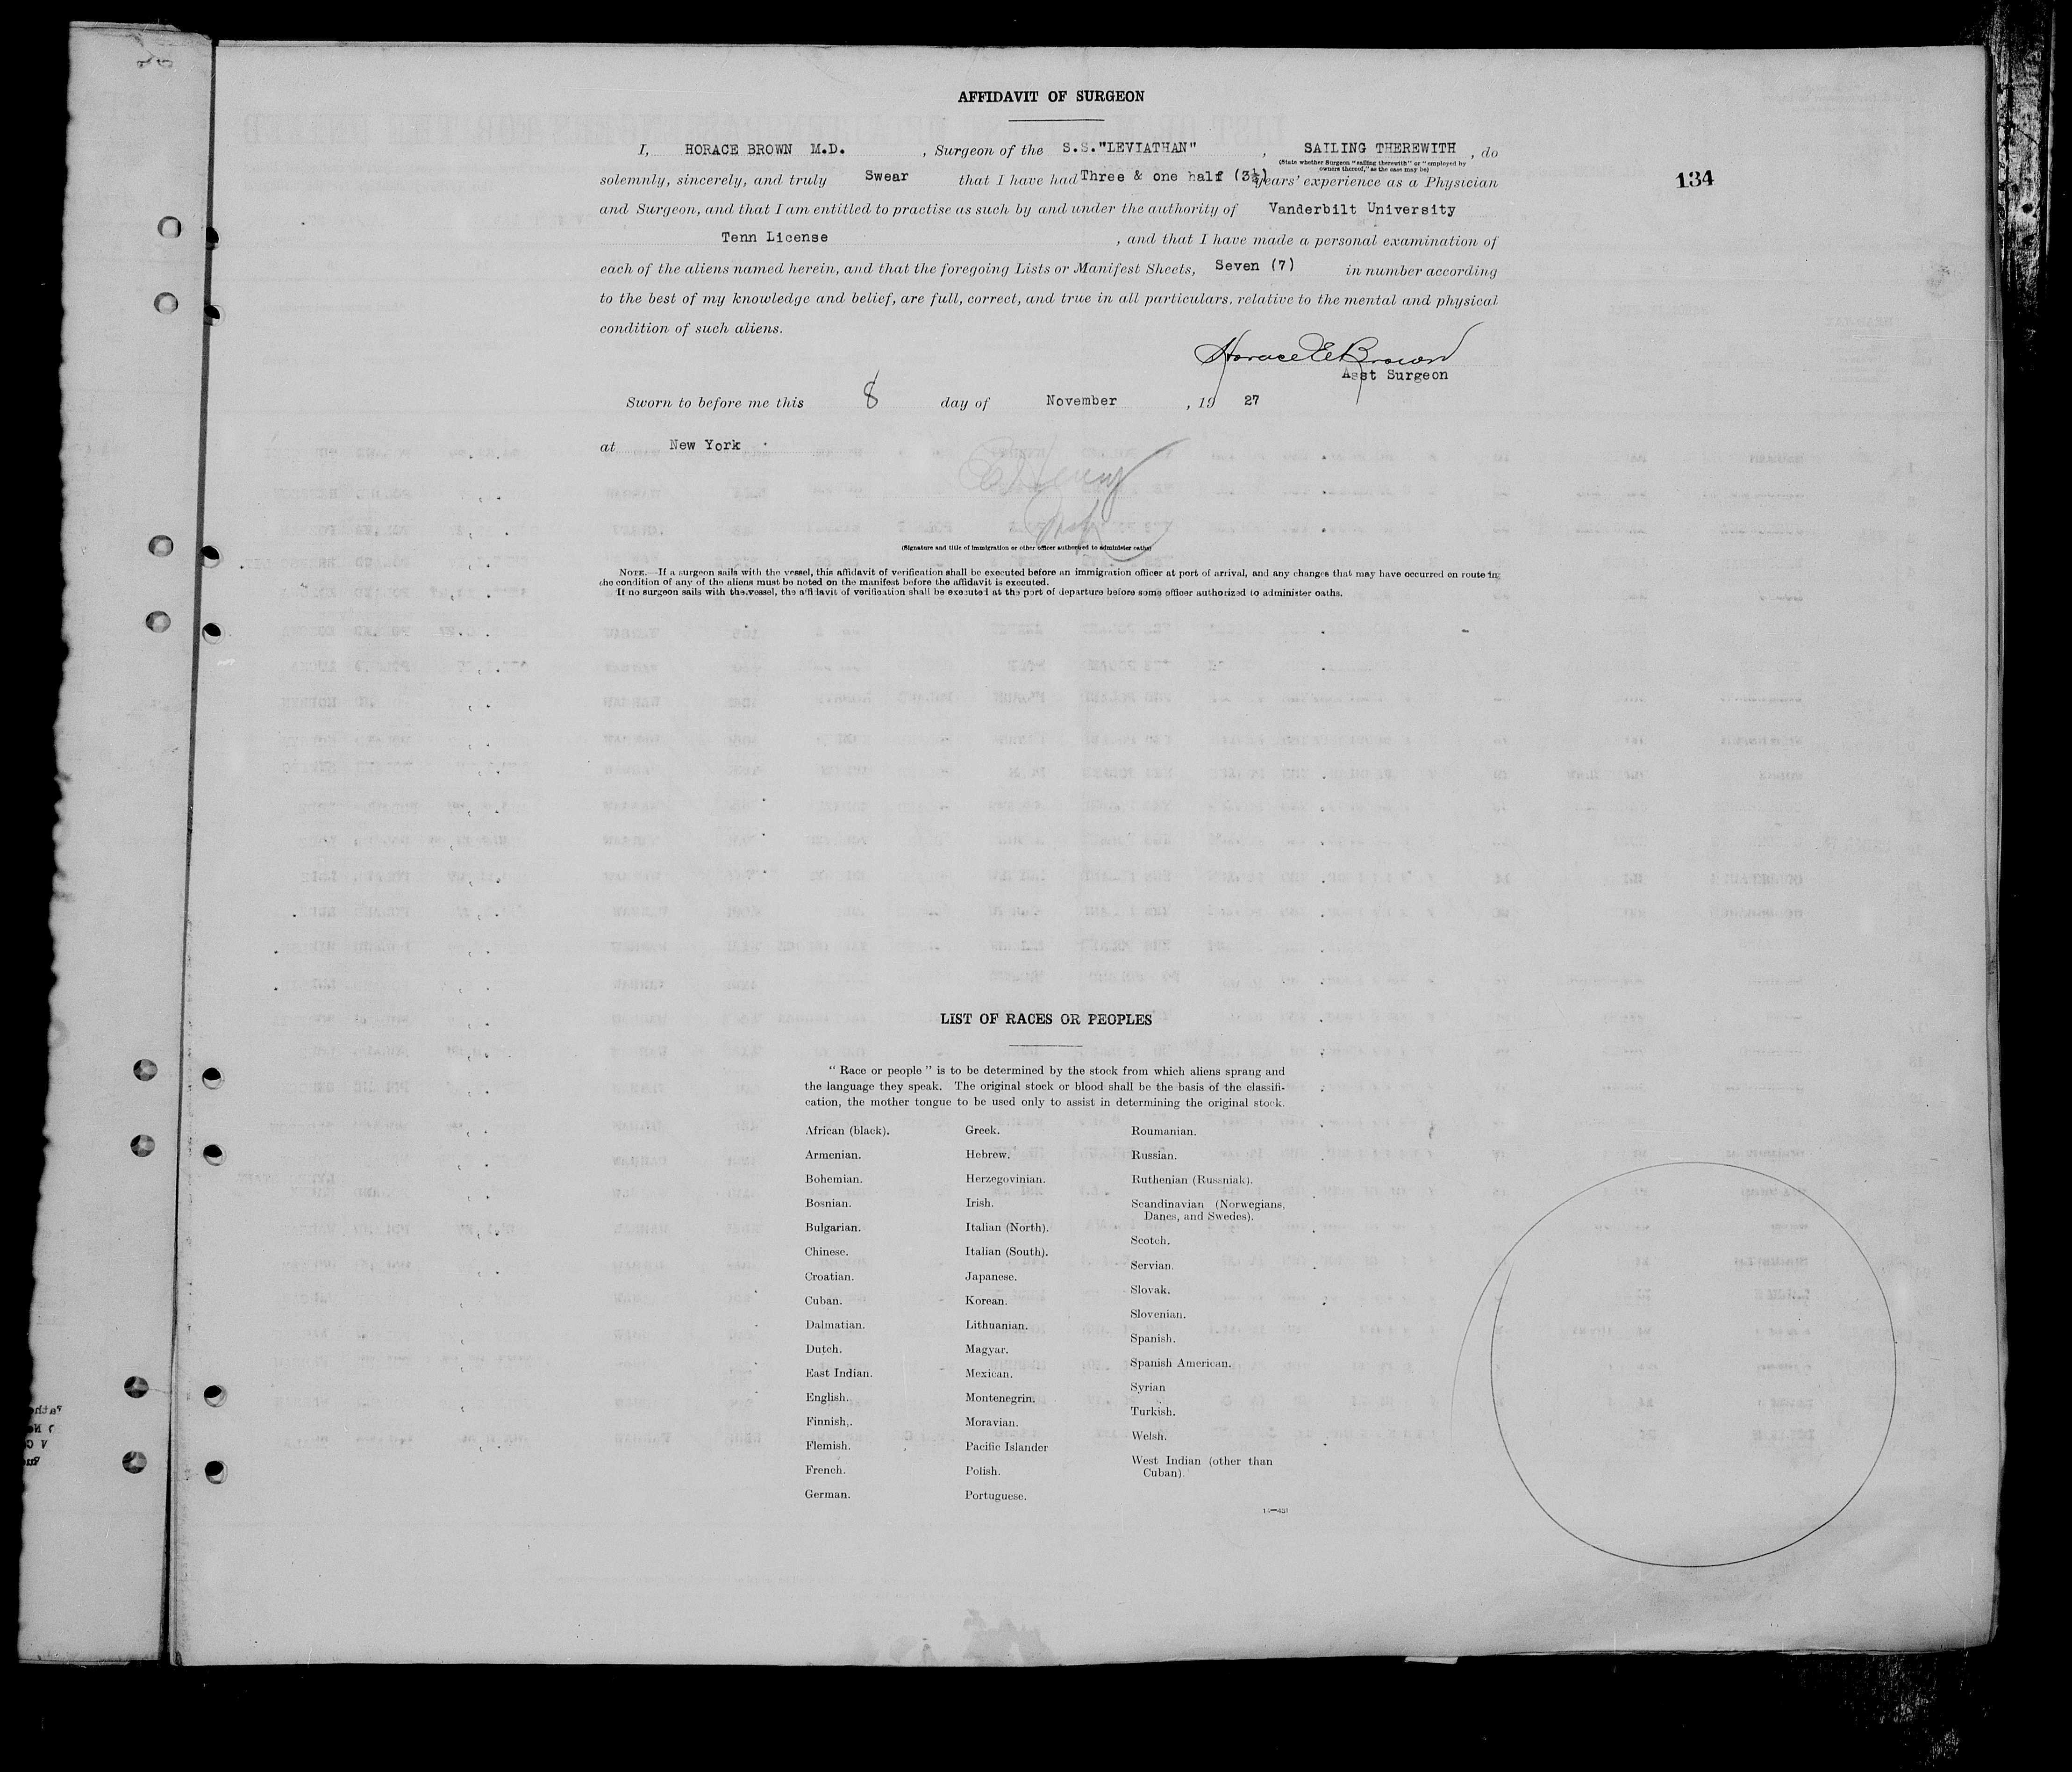 AFFIDAVIT OF SURGEON
I, HORACE BROWN M.D. , Surgeon of the S.S."LEVIATHAN" , SAILING THEREWITH , do
(State whether Surgeon "sailing therewith" or "employed by
owners thereof," as the case may be)
134
solemnly, sincerely, and truly Swear that I have had Three & one half (3½) years' experience as a Physician
and Surgeon, and that I am entitled to practise as such by and under the authority of Vanderbilt University
Tenn License , and that I have made a personal examination of
each of the aliens named herein, and that the foregoing Lists or Manifest Sheets, Seven (7) in number according
to the best of my knowledge and belief, are full, correct, and true in all particulars, relative to the mental and physical
condition of such aliens.
Horace E Brown
Asst Surgeon
Sworn to before me this 8 day of November , 19 27
at New York
(Signature and title of immigration or other officer authorized to administer oaths)
NOTE.—If a surgeon sails with the vessel, this affidavit of verification shall be executed before an immigration officer at port of arrival, and any changes that may have occurred en route in
the condition of any of the aliens must be noted on the manifest before the affidavit is executed.
If no surgeon sails with the vessel, the affidavit of verification shall be executed at the port of departure before some officer authorized to administer oaths.
LIST OF RACES OR PEOPLES
"Race or people" is to be determined by the stock from which aliens sprang and
the language they speak. The original stock or blood shall be the basis of the classifi-
cation, the mother tongue to be used only to assist in determining the original stock.
African (black).
Armenian.
Bohemian.
Bosnian.
Bulgarian.
Chinese.
Croatian.
Cuban.
Dalmatian.
Dutch.
East Indian.
English.
Finnish.
Flemish.
French.
German.
Greek.
Hebrew.
Herzegovinian.
Irish.
Italian (North).
Italian (South).
Japanese.
Korean.
Lithuanian.
Magyar.
Mexican.
Montenegrin.
Moravian.
Pacific Islander
Polish.
Portuguese.
Roumanian.
Russian.
Ruthenian (Russniak).
Scandinavian (Norwegians,
Danes, and Swedes).
Scotch.
Servian.
Slovak.
Slovenian.
Spanish.
Spanish American.
Syrian
Turkish.
Welsh.
West Indian (other than
Cuban).